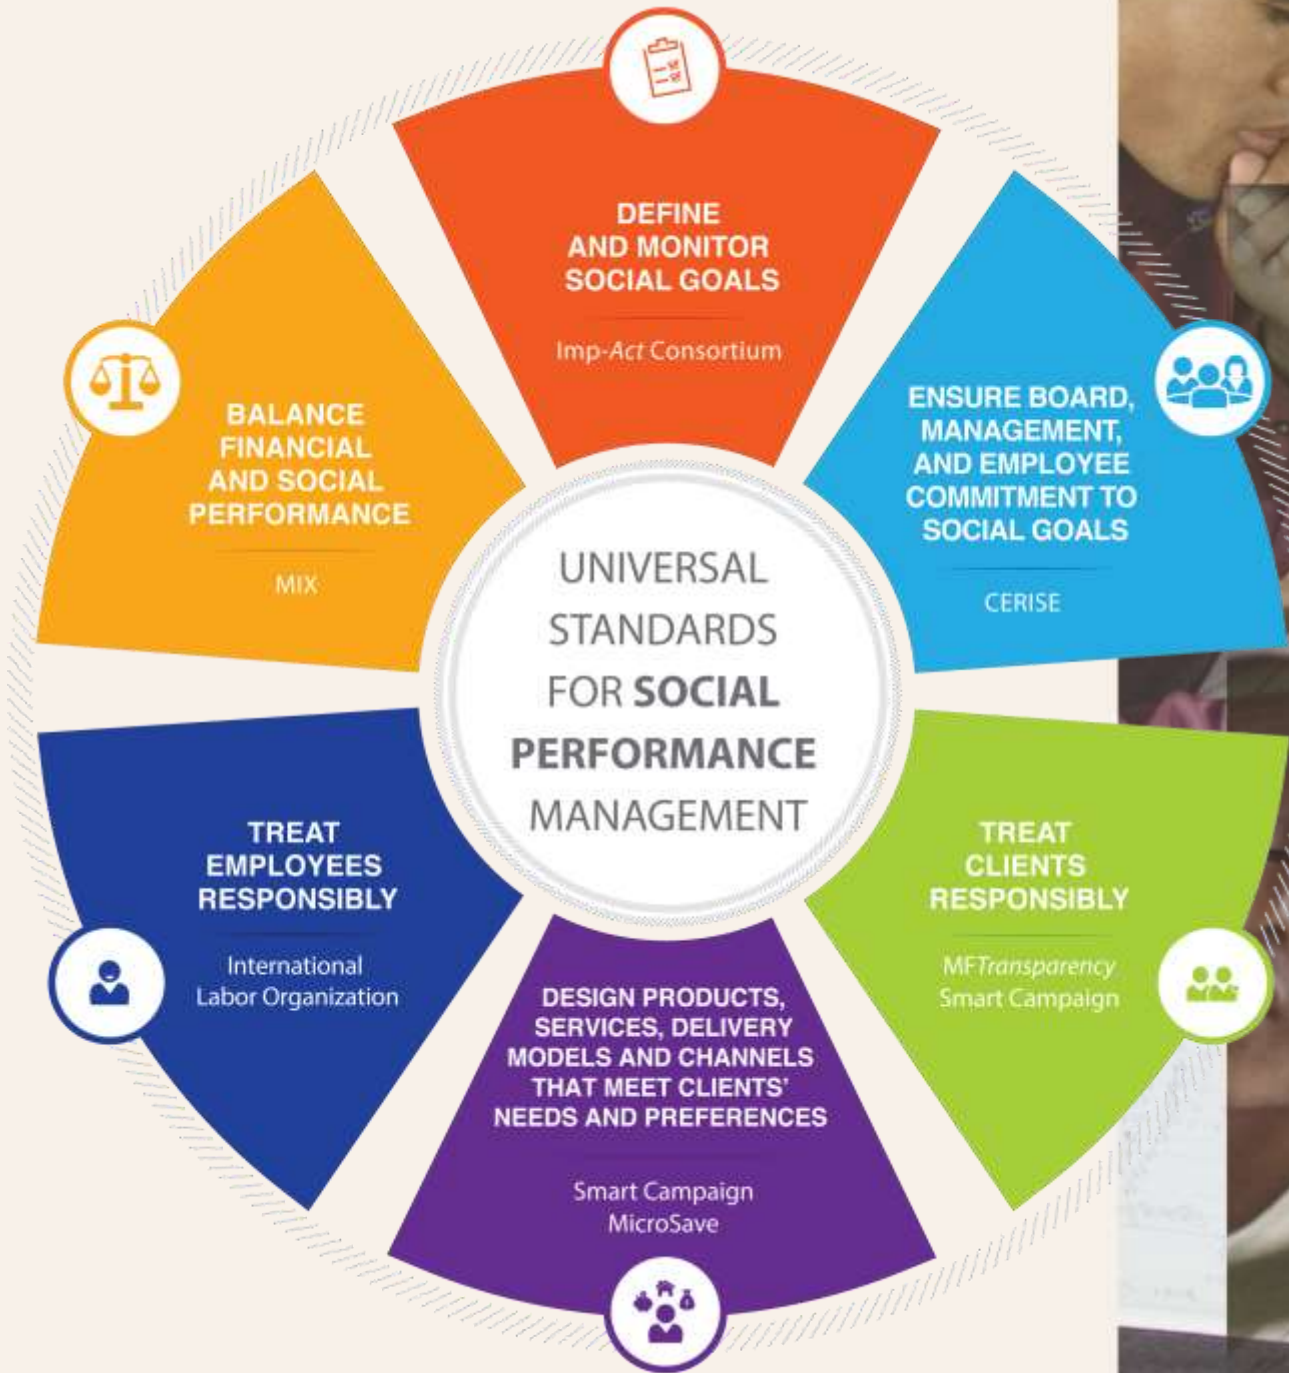 DEFINE
AND MONITOR
SOCIAL GOALS
Imp-Act Consortium
ENSURE BOARD,
MANAGEMENT,
AND EMPLOYEE
COMMITMENT TO
SOCIAL GOALS
CERISE
TREAT
CLIENTS
RESPONSIBLY
MFTransparency
Smart Campaign
DESIGN PRODUCTS,
SERVICES, DELIVERY
MODELS AND CHANNELS
THAT MEET CLIENTS’
NEEDS AND PREFERENCES
Smart Campaign
MicroSave
TREAT
EMPLOYEES
RESPONSIBLY
International
Labor Organization
BALANCE
FINANCIAL
AND SOCIAL
PERFORMANCE
MIX
UNIVERSAL
STANDARDS
FOR SOCIAL
PERFORMANCE
MANAGEMENT